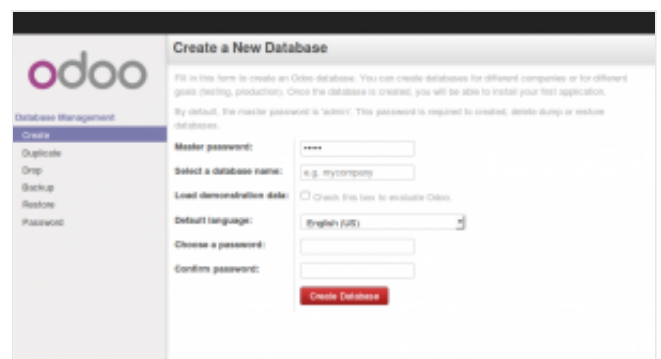 odoo
Database Management
Create
Duplicate
Drop
Backup
Restore
Password
Create a New Database
Fill in this form to create an Odoo database. You can create databases for different companies or for different
goals (testing, production). Once the database is created, you will be able to install your first application.
By default, the master password is 'admin'. This password is required to created, delete dump or restore
databases.
Master password:
Select a database name: e.g. mycompany
Load demonstration data: Check this box to evaluate Odoo.
Default language: English (US)
Choose a password:
Confirm password:
Create Database